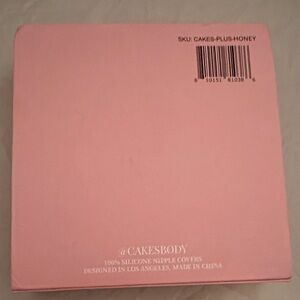 SKU: CAKES-PLUS-HONEY
@CAKESBODY
100% SILICONE NIPPLE COVERS
DESIGNED IN LOS ANGELES, MADE IN CHINA